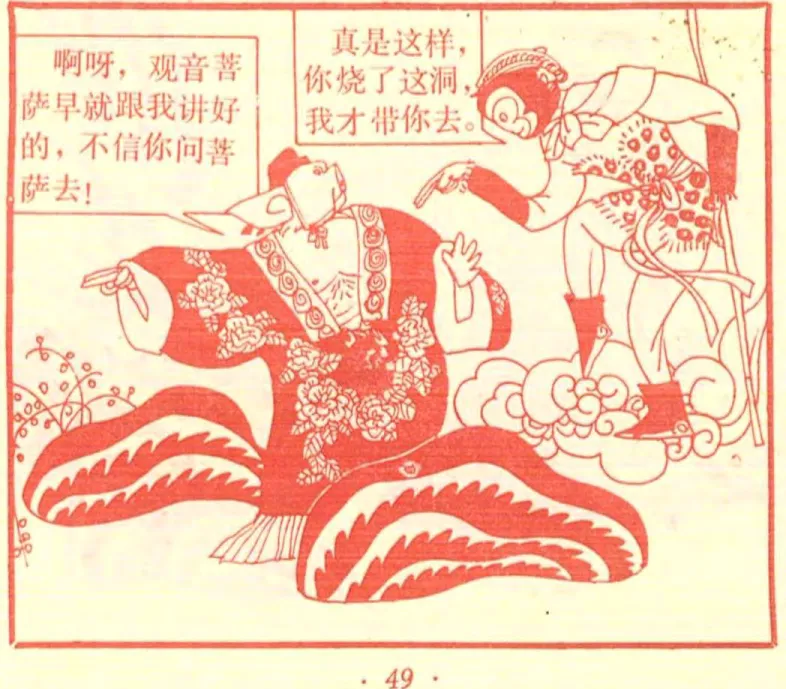 啊呀，观音菩
萨早就跟我讲好
的，不信你问菩
萨去！
真是这样，
你烧了这洞，
我才带你去。
· 49 ·